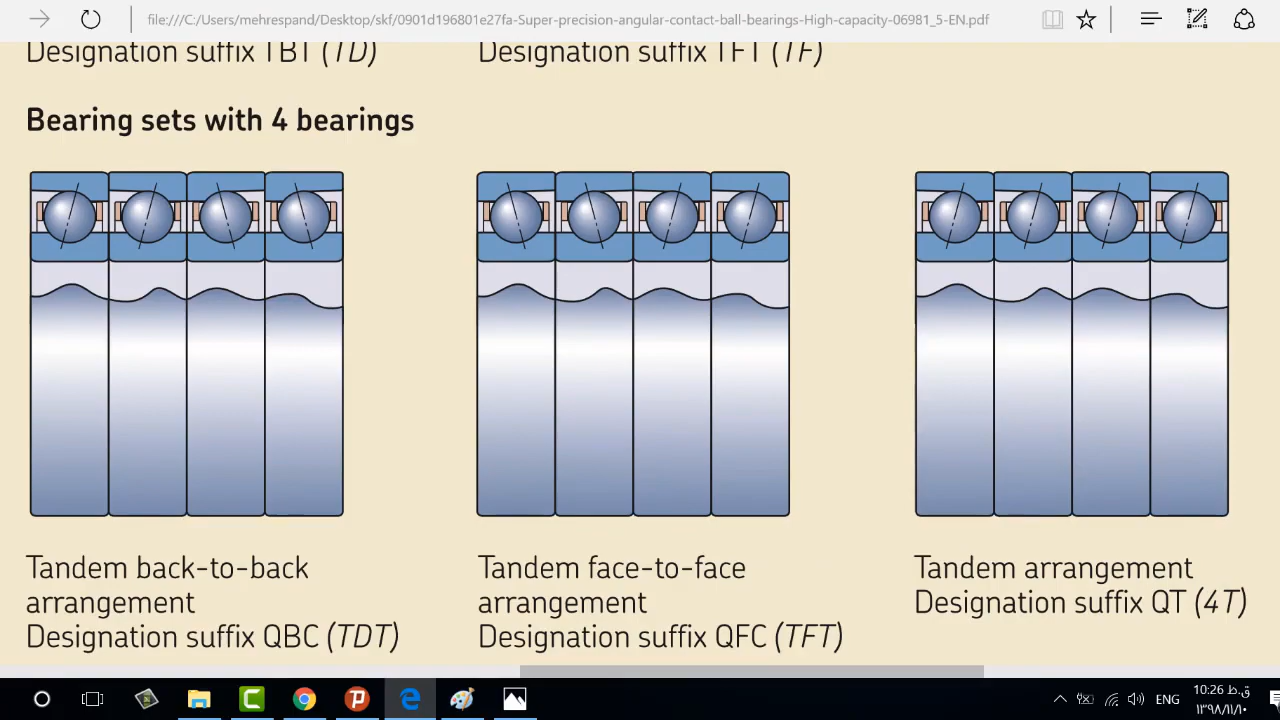 file:///C:/Users/mehrespand/Desktop/skf/0901d196801e27fa-Super-precision-angular-contact-ball-bearings-High-capacity-06981_5-EN.pdf
Designation suffix TBT (TD)
Designation suffix TFT (TF)
Bearing sets with 4 bearings
Tandem back-to-back
arrangement
Designation suffix QBC (TDT)
Tandem face-to-face
arrangement
Designation suffix QFC (TFT)
Tandem arrangement
Designation suffix QT (4T)
ENG
10:26 ق.ظ
۱۳۹۸/۱۱/۱۰